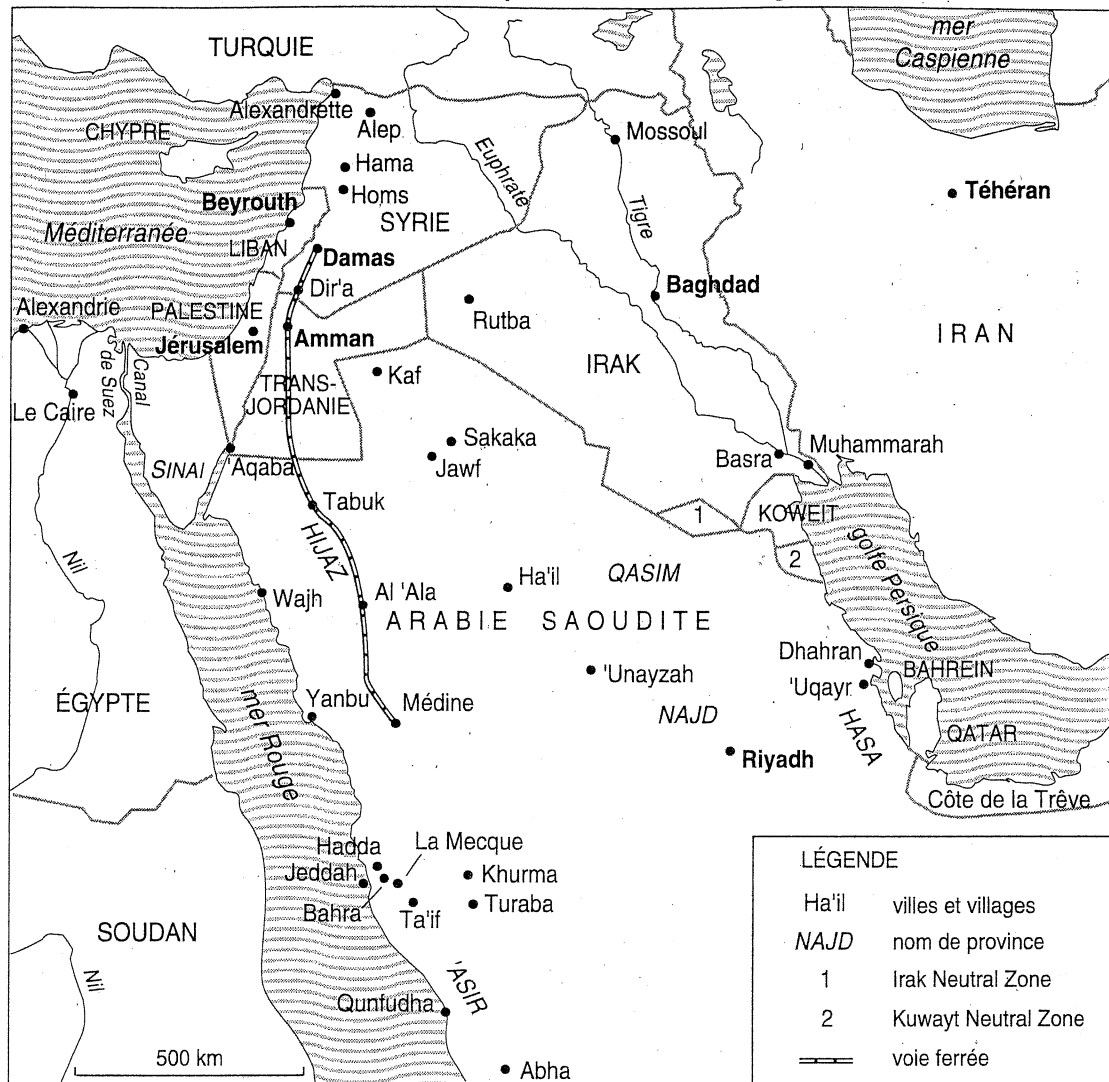 TURQUIE
mer
Caspienne
Alexandrette
Alep
CHYPRE
Mossoul
Hama
Homs
Euphrate
Tigre
Téhéran
Beyrouth
SYRIE
Méditerranée
LIBAN
Damas
Dir'a
Baghdad
Alexandrie
PALESTINE
Rutba
IRAN
Jérusalem
Amman
IRAK
Canal
de Suez
Kaf
TRANS-
JORDANIE
Le Caire
Sakaka
Muhammarah
Basra
SINAI
'Aqaba
Jawf
Tabuk
1
KOWEIT
2
golfe Persique
HIJAZ
Nil
Ha'il
QASIM
Wajh
Al 'Ala
ARABIE SAOUDITE
Dhahran
BAHREIN
'Unayzah
'Uqayr
ÉGYPTE
Yanbu'
Médine
NAJD
HASA
QATAR
mer Rouge
Riyadh
Côte de la Trêve
Hadda
La Mecque
Jeddah
Khurma
Bahra
Ta'if
Turaba
SOUDAN
Nil
'ASIR
Qunfudha
500 km
Abha
LÉGENDE
Ha'il villes et villages
NAJD nom de province
1 Irak Neutral Zone
2 Kuwayt Neutral Zone
voie ferrée